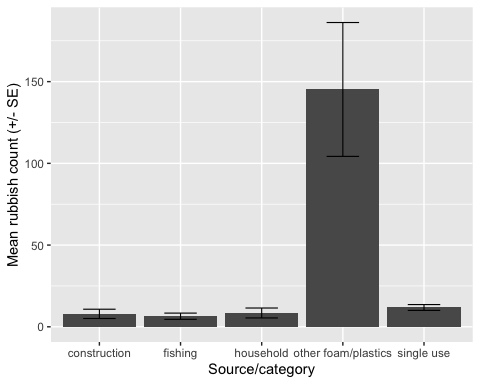 Mean rubbish count (+/- SE)
150
100
50
0
construction fishing household other foam/plastics single use
Source/category